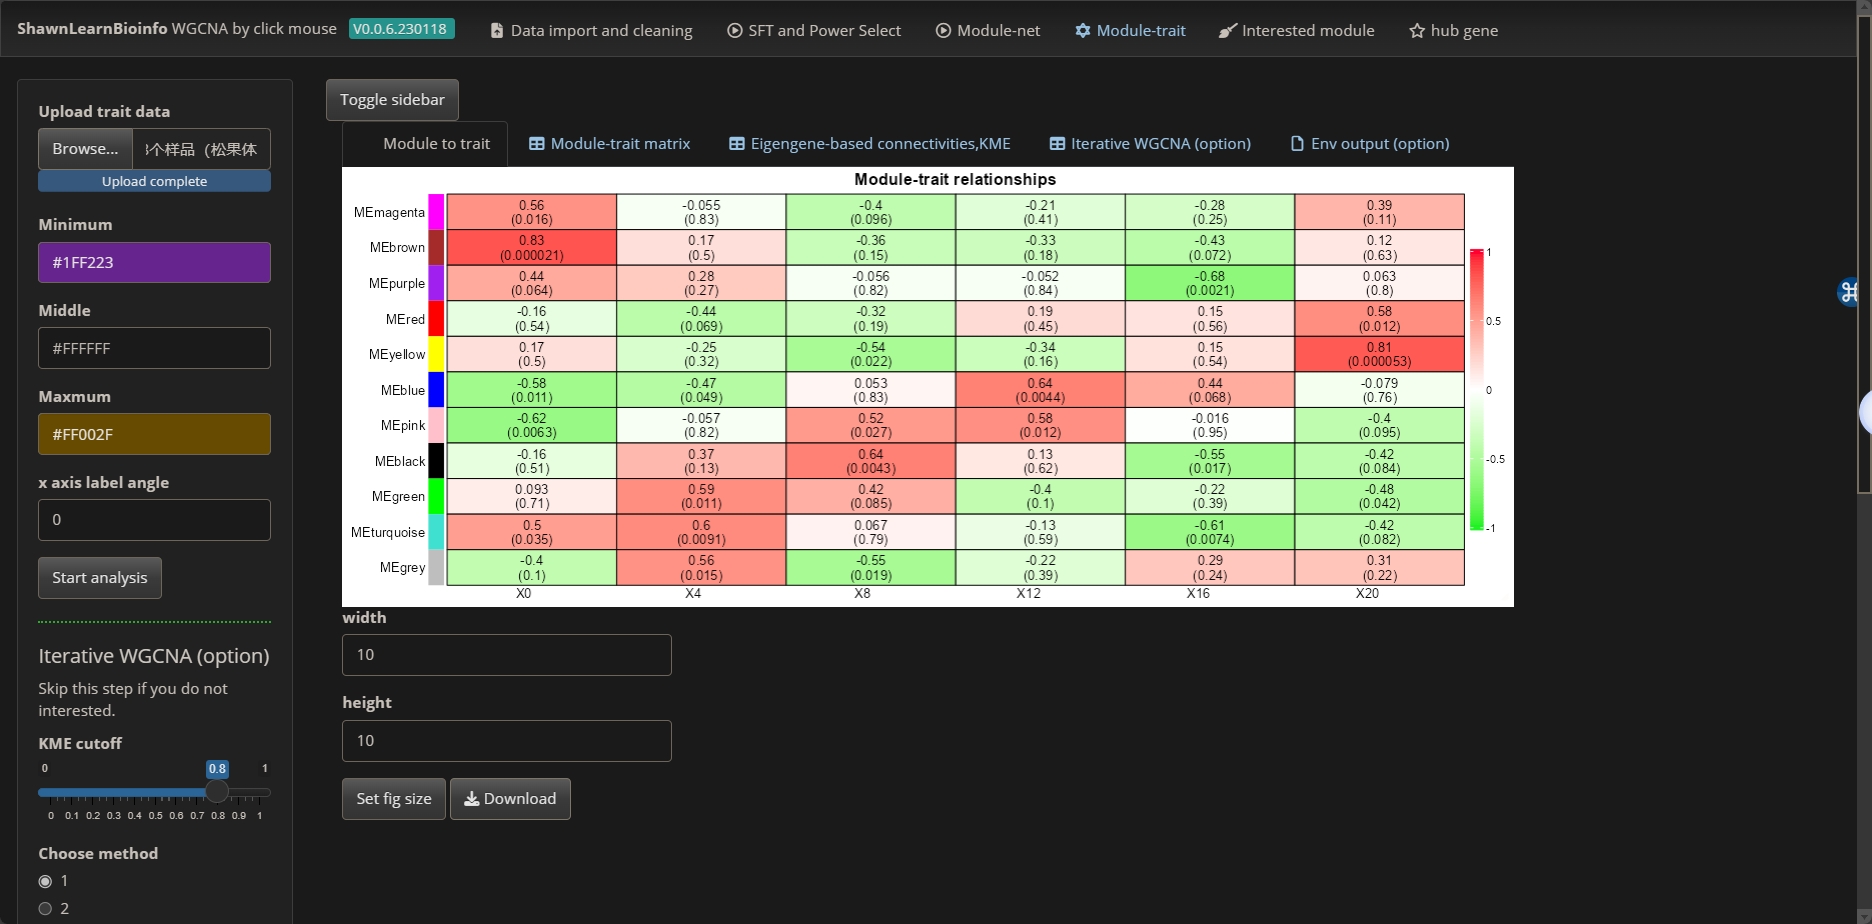 ShawnLearnBioinfo WGCNA by click mouse V0.0.6.230118 Data import and cleaning SFT and Power Select Module-net Module-trait Interested module hub gene
Upload trait data
Browse... 个样品（松果体
Upload complete
Minimum
#1FF223
Middle
#FFFFFF
Maxmum
#FF002F
x axis label angle
0
Start analysis
Iterative WGCNA (option)
Skip this step if you do not
interested.
KME cutoff
0 0.8 1
0 0.1 0.2 0.3 0.4 0.5 0.6 0.7 0.8 0.9 1
Choose method
1
2
Toggle sidebar
Module to trait Module-trait matrix Eigengene-based connectivities,KME Iterative WGCNA (option) Env output (option)
Module-trait relationships
MEmagenta 0.56 -0.055 -0.4 -0.21 -0.28 0.39
(0.016) (0.83) (0.096) (0.41) (0.25) (0.11)
MEbrown 0.83 0.17 -0.36 -0.33 -0.43 0.12
(0.000021) (0.5) (0.15) (0.18) (0.072) (0.63)
MEpurple 0.44 0.28 -0.056 -0.052 -0.68 0.063
(0.064) (0.27) (0.82) (0.84) (0.0021) (0.8)
MEred -0.16 -0.44 -0.32 0.19 0.15 0.58
(0.54) (0.069) (0.19) (0.45) (0.56) (0.012)
MEyellow 0.17 -0.25 -0.54 -0.34 0.15 0.81
(0.5) (0.32) (0.022) (0.16) (0.54) (0.000053)
MEblue -0.58 -0.47 0.053 0.64 0.44 -0.079
(0.011) (0.049) (0.83) (0.0044) (0.068) (0.76)
MEpink -0.62 -0.057 0.52 0.58 -0.016 -0.4
(0.0063) (0.82) (0.027) (0.012) (0.95) (0.095)
MEblack -0.16 0.37 0.64 0.13 -0.55 -0.42
(0.51) (0.13) (0.0043) (0.62) (0.017) (0.084)
MEgreen 0.093 0.59 0.42 -0.4 -0.22 -0.48
(0.71) (0.011) (0.085) (0.1) (0.39) (0.042)
MEturquoise 0.5 0.6 0.067 -0.13 -0.61 -0.42
(0.035) (0.0091) (0.79) (0.59) (0.0074) (0.082)
MEgrey -0.4 0.56 -0.55 -0.22 0.29 0.31
(0.1) (0.015) (0.019) (0.39) (0.24) (0.22)
X0 X4 X8 X12 X16 X20
1
0.5
0
-0.5
-1
width
10
height
10
Set fig size Download